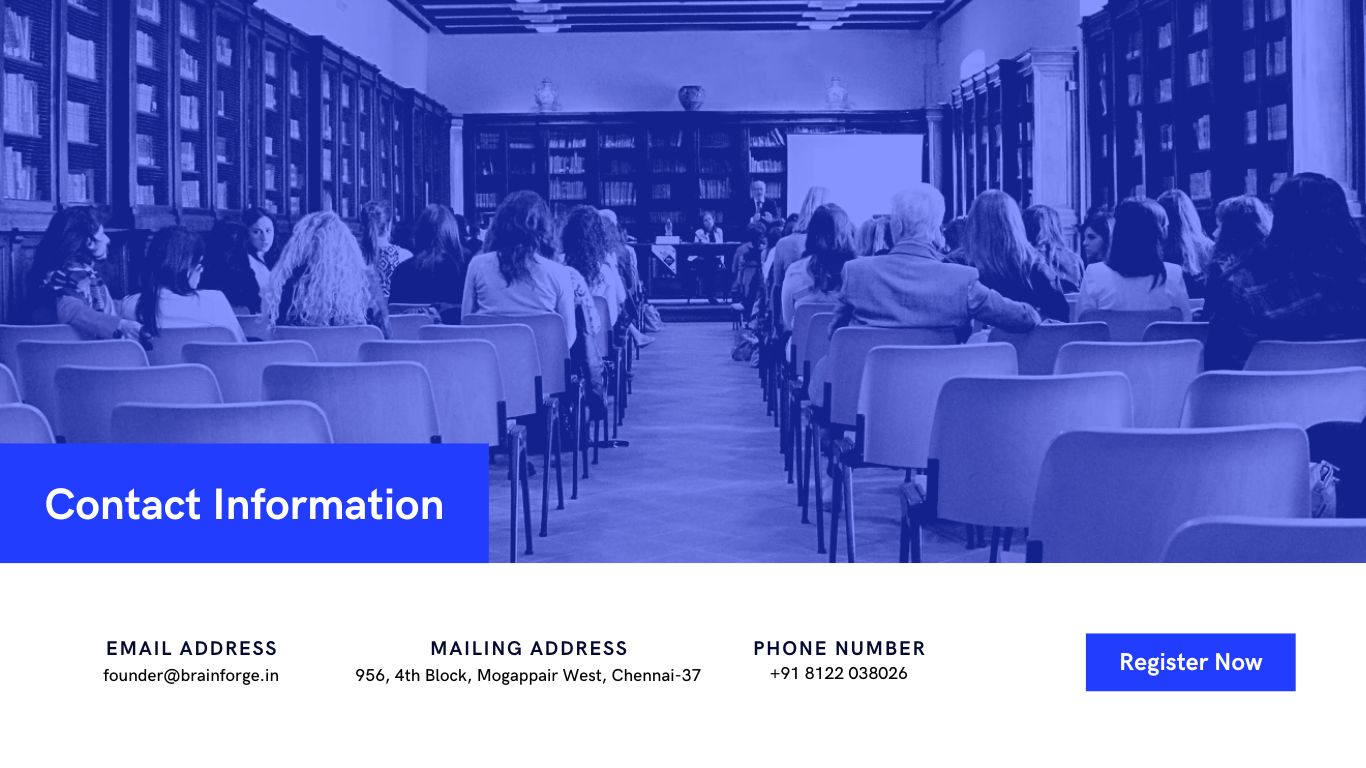 Contact Information
EMAIL ADDRESS
founder@brainforge.in
MAILING ADDRESS
956, 4th Block, Mogappair West, Chennai-37
PHONE NUMBER
+91 8122 038026
Register Now